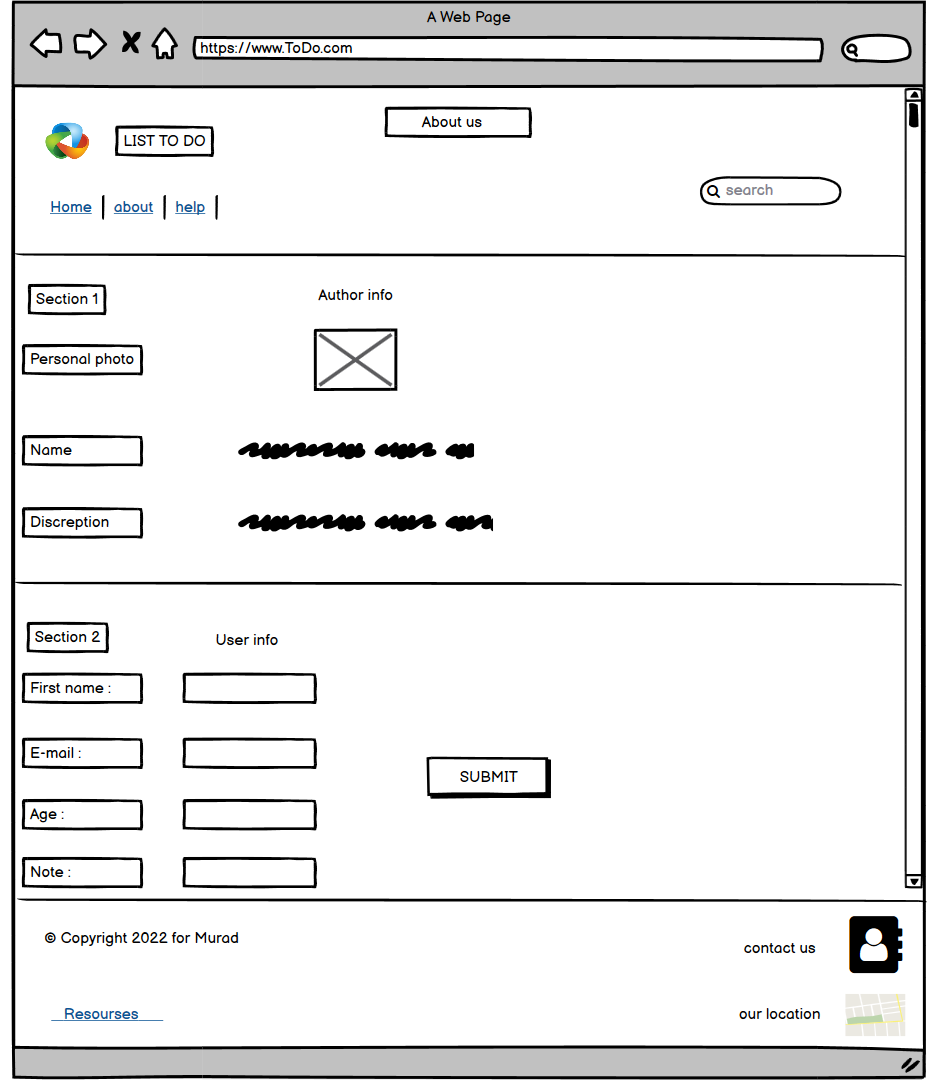 A Web Page
https://www.ToDo.com
About us
LIST TO DO
search
Home about help
Section 1
Author info
Personal photo
Name
Discreption
Section 2
User info
First name :
E-mail :
SUBMIT
Age :
Note :
© Copyright 2022 for Murad
contact us
Resourses
our location